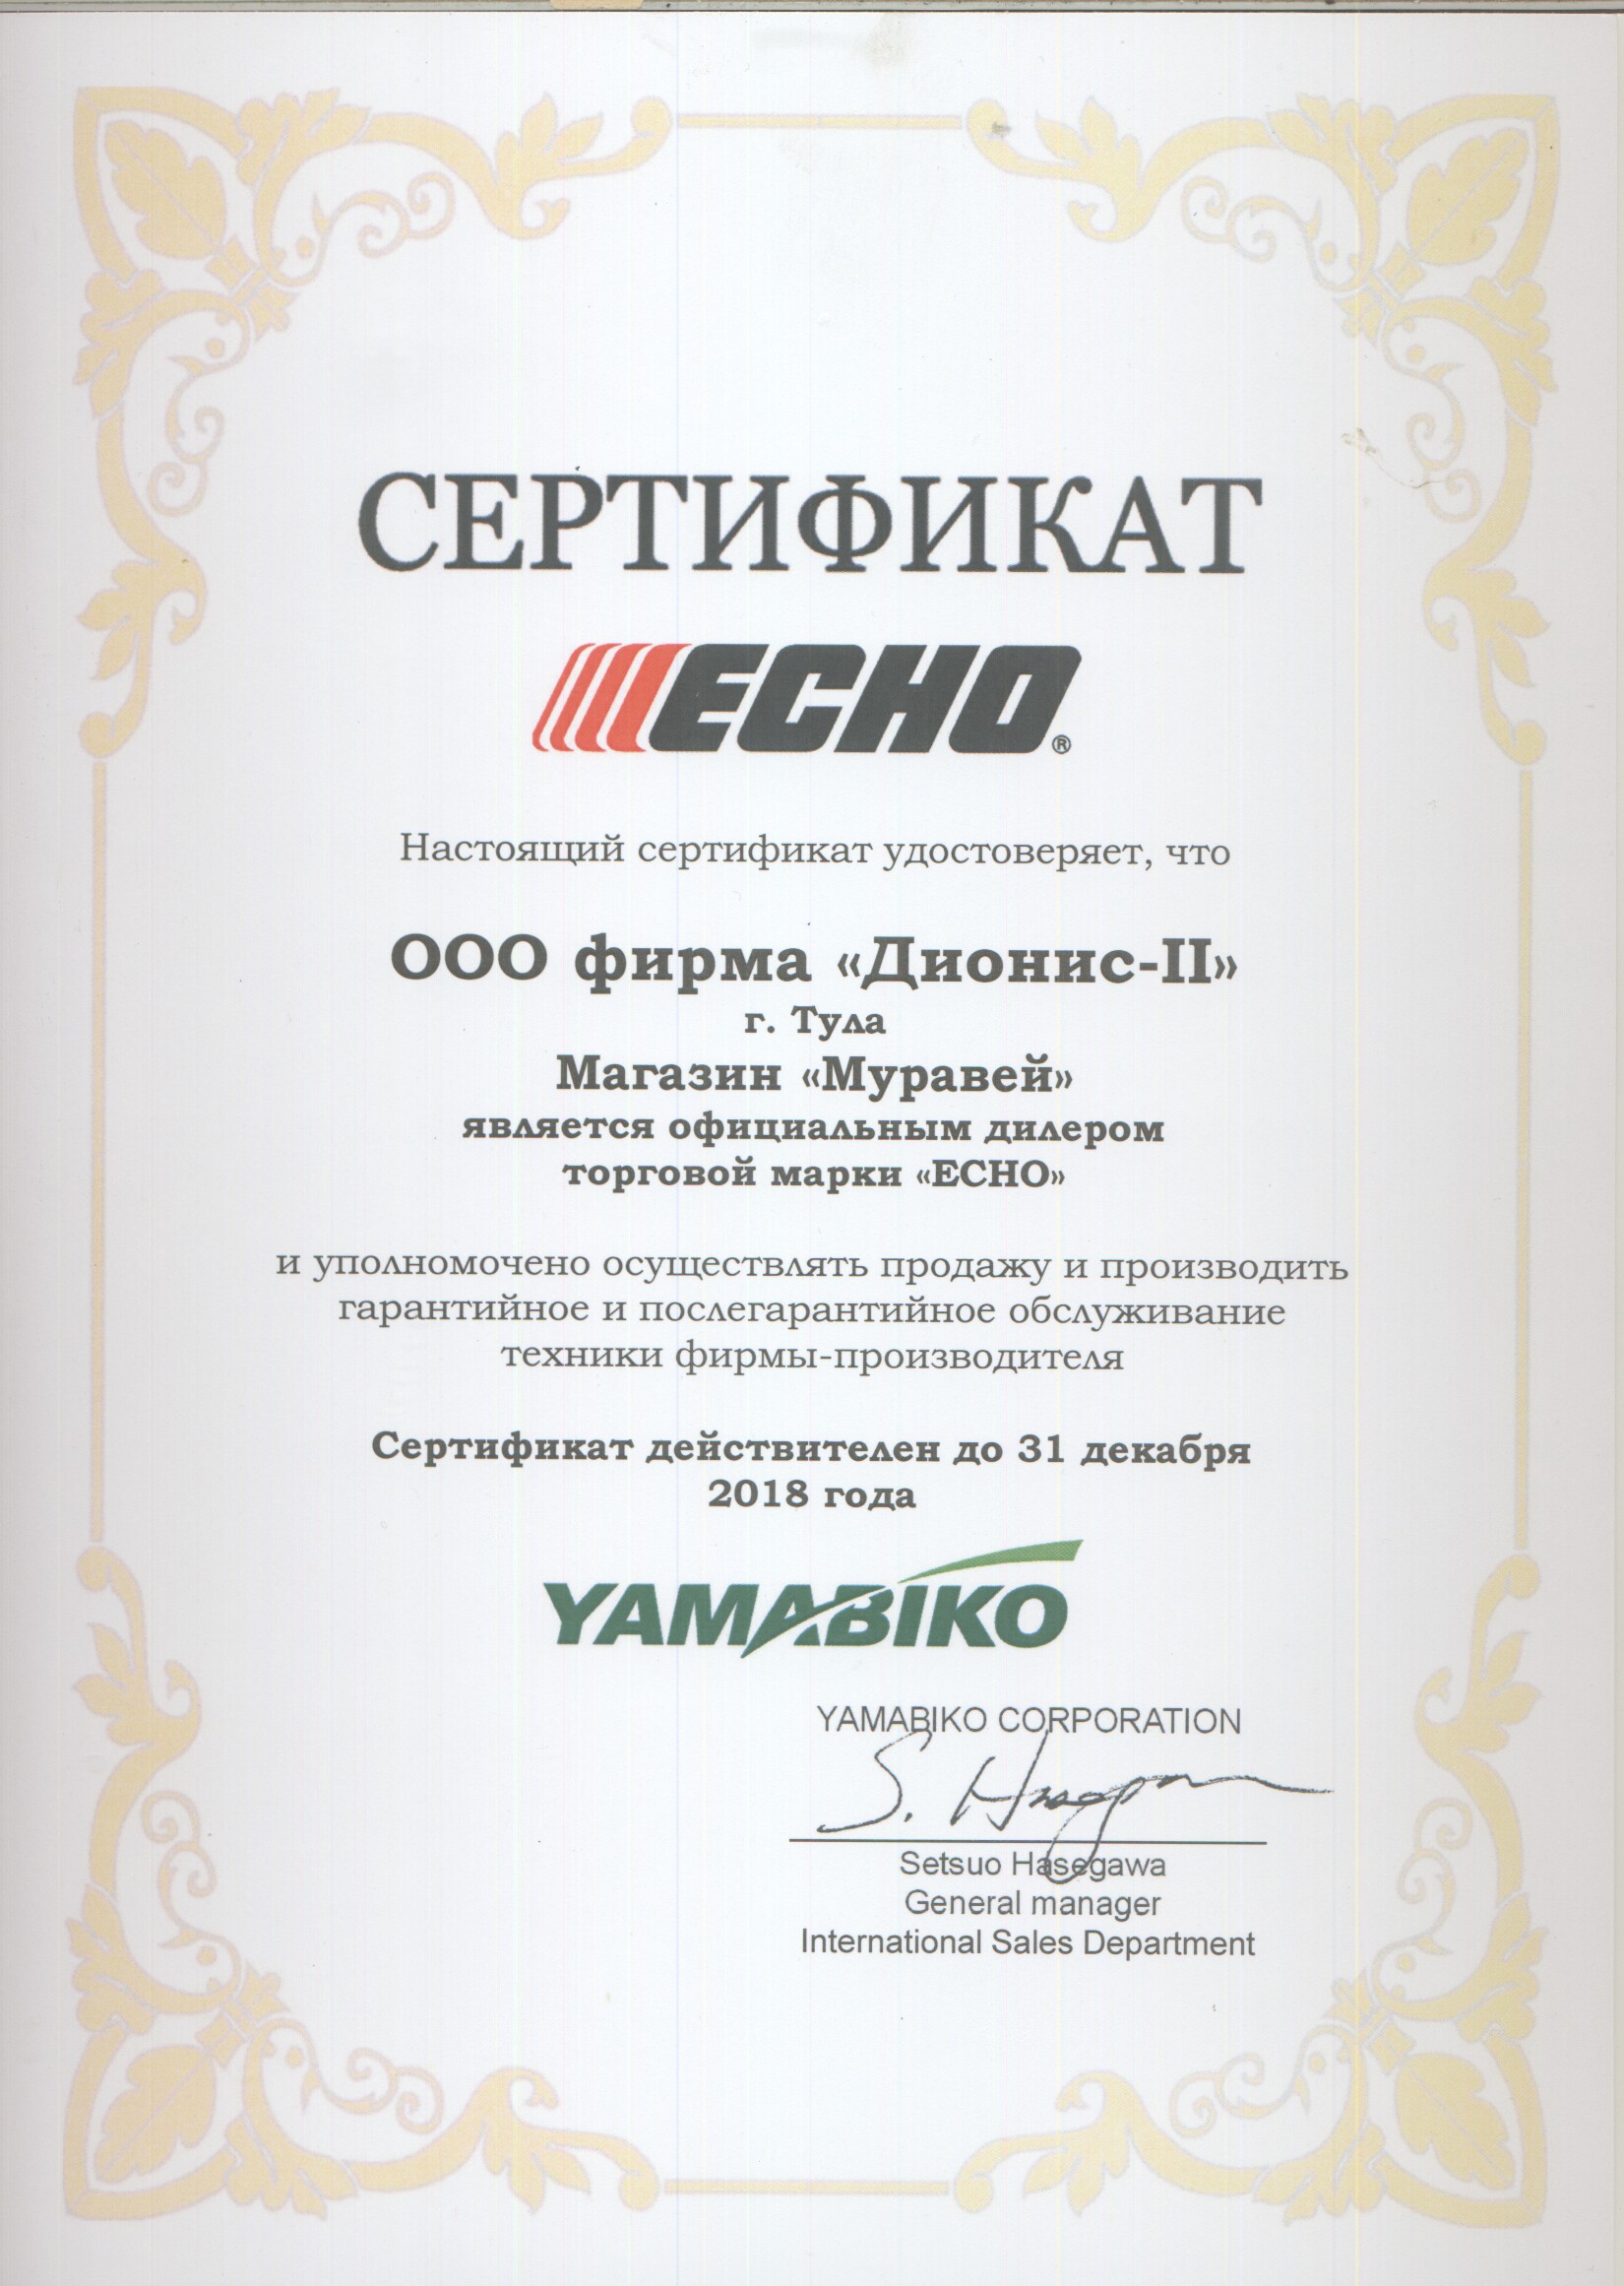 СЕРТИФИКАТ
ECHO®
Настоящий сертификат удостоверяет, что
ООО фирма «Дионис-II»
г. Тула
Магазин «Муравей»
является официальным дилером
торговой марки «ECHO»
и уполномочено осуществлять продажу и производить
гарантийное и послегарантийное обслуживание
техники фирмы-производителя
Сертификат действителен до 31 декабря
2018 года
YAMABIKO
YAMABIKO CORPORATION
Setsuo Hasegawa
General manager
International Sales Department